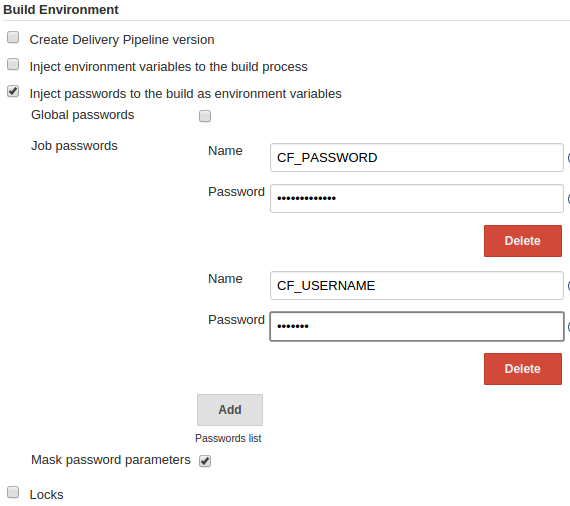 Build Environment
Create Delivery Pipeline version
Inject environment variables to the build process
Inject passwords to the build as environment variables
Global passwords
Job passwords
Name CF_PASSWORD
Password •••••••••••••
Delete
Name CF_USERNAME
Password •••••••
Delete
Add
Passwords list
Mask password parameters
Locks